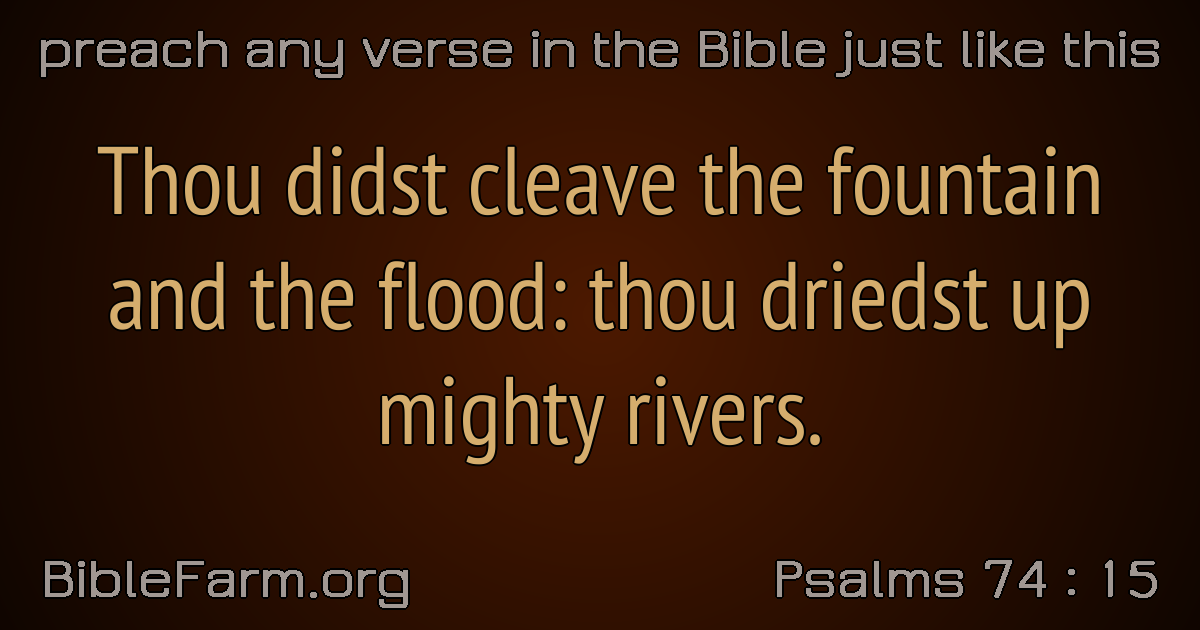 preach any verse in the Bible just like this
Thou didst cleave the fountain
and the flood: thou driedst up
mighty rivers.
BibleFarm.org
Psalms 74 : 15